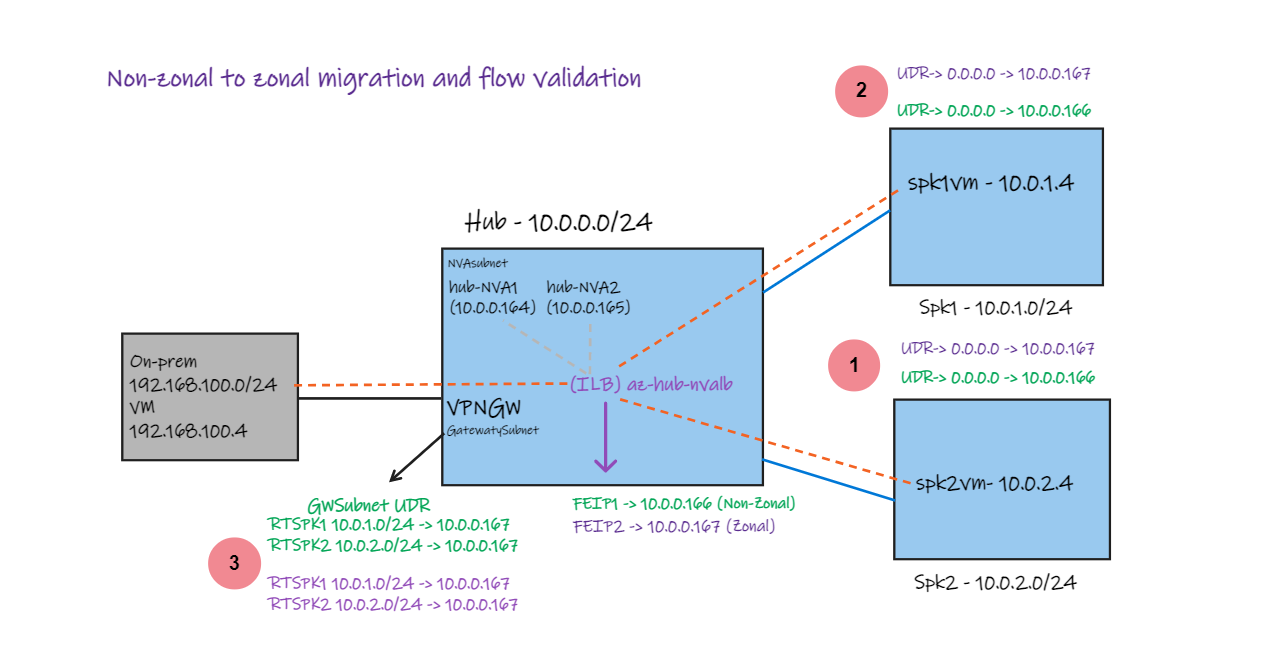 Non-zonal to zonal migration and flow validation
2
UDR-> 0.0.0.0 -> 10.0.0.167
UDR-> 0.0.0.0 -> 10.0.0.166
spk1vm - 10.0.1.4
Spk1 - 10.0.1.0/24
Hub - 10.0.0.0/24
NVAsubnet
hub-NVA1
(10.0.0.164)
hub-NVA2
(10.0.0.165)
(ILB) az-hub-nvalb
VPNGW
GatewatySubnet
On-prem
192.168.100.0/24
VM
192.168.100.4
1
UDR-> 0.0.0.0 -> 10.0.0.167
UDR-> 0.0.0.0 -> 10.0.0.166
spk2vm- 10.0.2.4
Spk2 - 10.0.2.0/24
GwSubnet UDR
RTSPK1 10.0.1.0/24 -> 10.0.0.167
RTSPK2 10.0.2.0/24 -> 10.0.0.167
3
RTSPK1 10.0.1.0/24 -> 10.0.0.167
RTSPK2 10.0.2.0/24 -> 10.0.0.167
FEIP1 -> 10.0.0.166 (Non-Zonal)
FEIP2 -> 10.0.0.167 (Zonal)